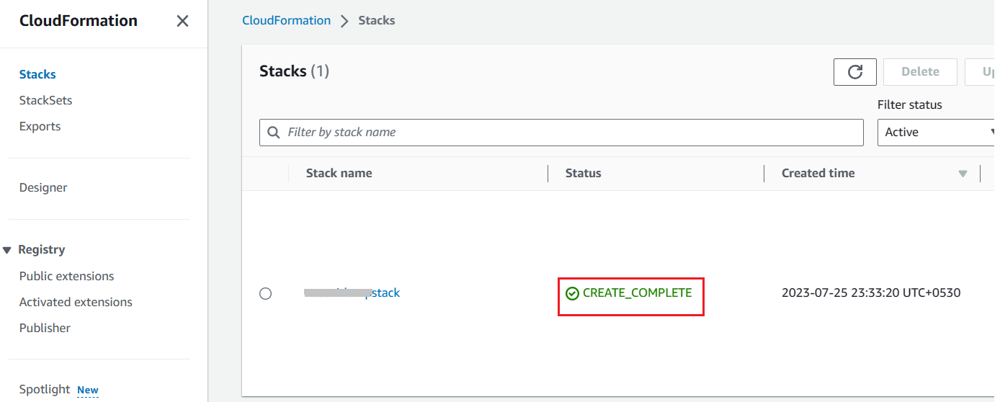 CloudFormation
Stacks
StackSets
Exports
Designer
Registry
Public extensions
Activated extensions
Publisher
Spotlight New
CloudFormation > Stacks
Stacks (1)
Delete
Filter status
Filter by stack name
Active
Stack name Status Created time
stack CREATE_COMPLETE 2023-07-25 23:33:20 UTC+0530